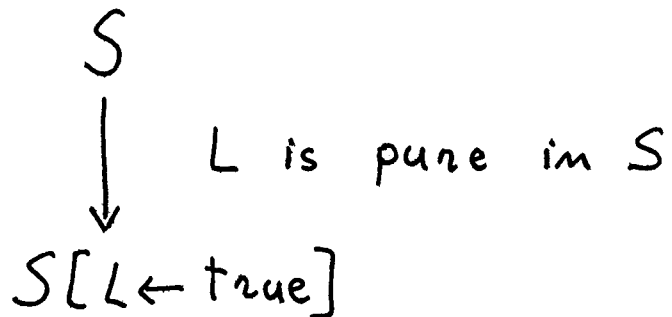 S
L is pure in S
S[L ← true]